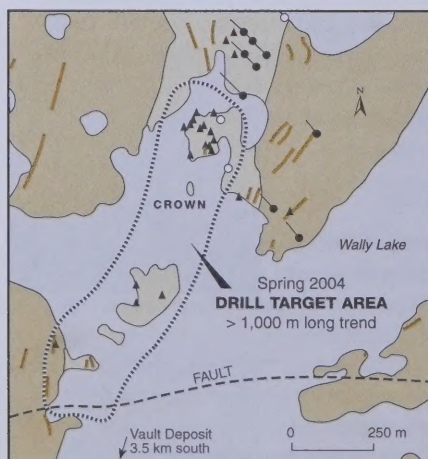 N
CROWN
Wally Lake
Spring 2004
DRILL TARGET AREA
> 1,000 m long trend
FAULT
Vault Deposit
3.5 km south
0 250 m